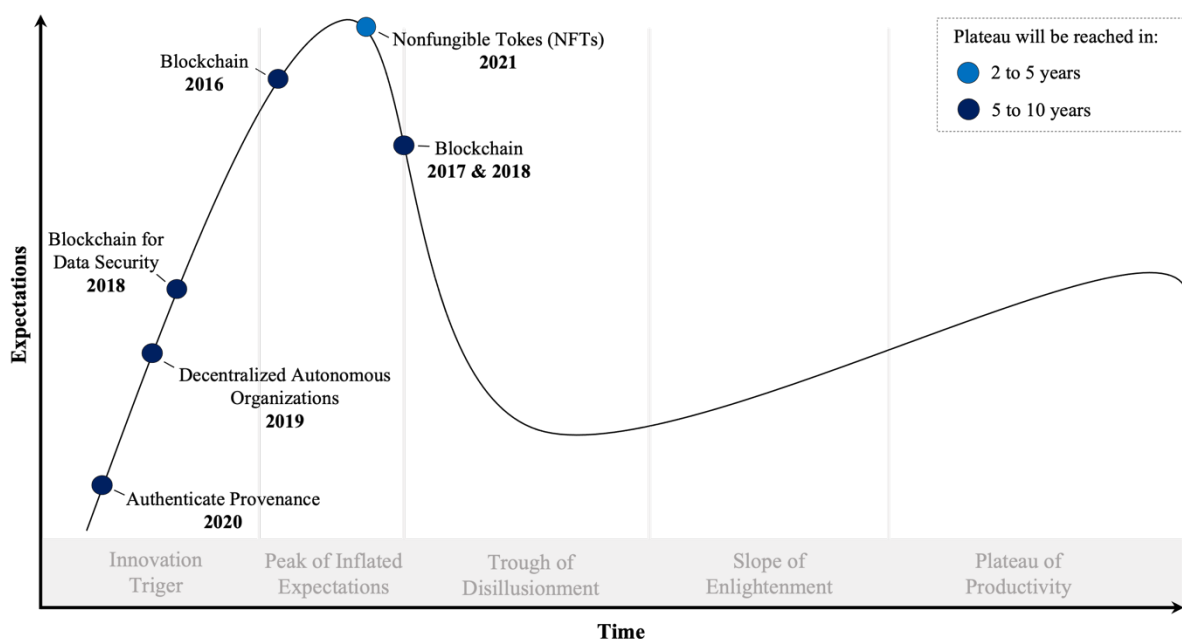 Nonfungible Tokes (NFTs)
2021
Plateau will be reached in:
2 to 5 years
5 to 10 years
Blockchain
2016
Blockchain
2017 & 2018
Blockchain for
Data Security
2018
Decentralized Autonomous
Organizations
2019
Authenticate Provenance
2020
Expectations
Innovation
Triger
Peak of Inflated
Expectations
Trough of
Disillusionment
Slope of
Enlightenment
Plateau of
Productivity
Time